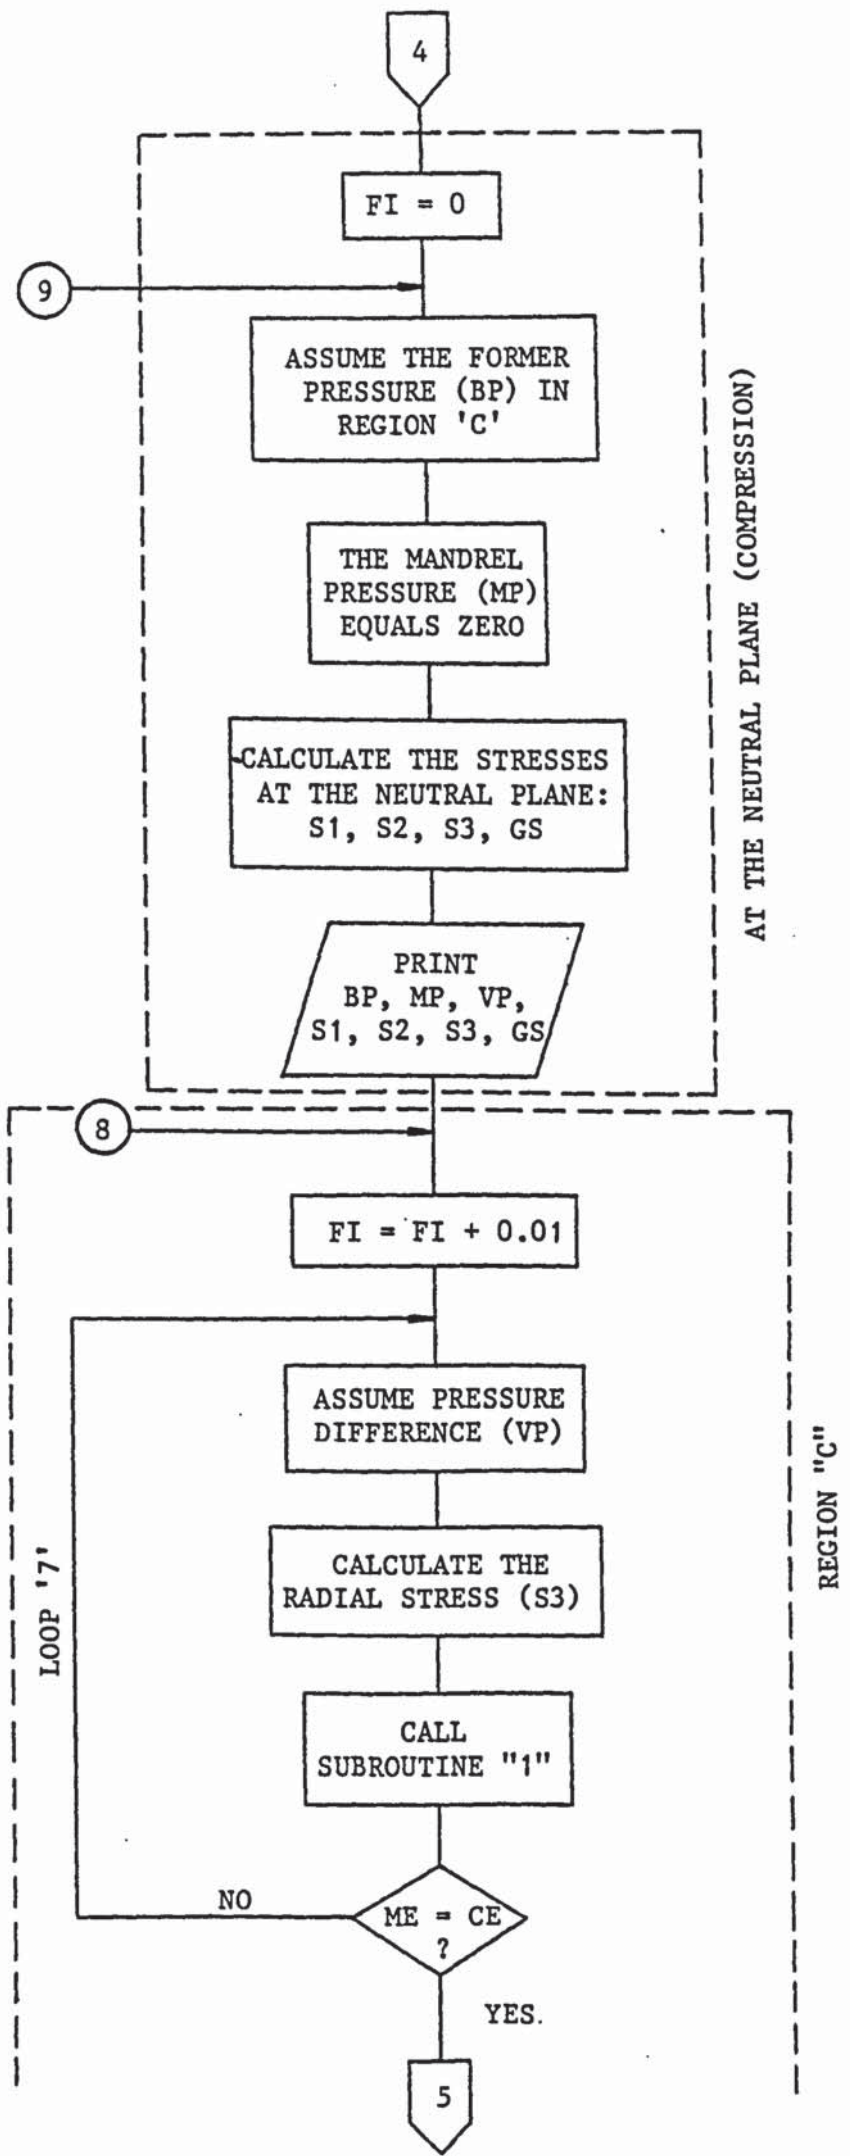 4
FI = 0
9
ASSUME THE FORMER
PRESSURE (BP) IN
REGION 'C'
THE MANDREL
PRESSURE (MP)
EQUALS ZERO
CALCULATE THE STRESSES
AT THE NEUTRAL PLANE:
S1, S2, S3, GS
PRINT
BP, MP, VP,
S1, S2, S3, GS
AT THE NEUTRAL PLANE (COMPRESSION)
8
FI = FI + 0.01
ASSUME PRESSURE
DIFFERENCE (VP)
CALCULATE THE
RADIAL STRESS (S3)
CALL
SUBROUTINE "1"
ME = CE
?
NO
YES.
LOOP '7'
REGION "C"
5